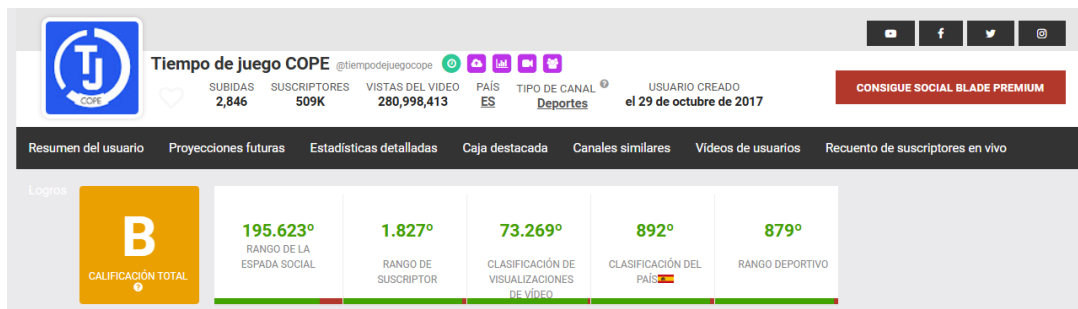 TJ
COPE
Tiempo de juego COPE @tiempodejuegocope
SUBIDAS
2,846
SUSCRIPTORES
509K
VISTAS DEL VIDEO
280,998,413
PAÍS
ES
TIPO DE CANAL
Deportes
USUARIO CREADO
el 29 de octubre de 2017
CONSIGUE SOCIAL BLADE PREMIUM
Resumen del usuario Proyecciones futuras Estadísticas detalladas Caja destacada Canales similares Vídeos de usuarios Recuento de suscriptores en vivo
Logros
B
CALIFICACIÓN TOTAL
195.623º
RANGO DE LA
ESPADA SOCIAL
1.827º
RANGO DE
SUSCRIPTOR
73.269º
CLASIFICACIÓN DE
VISUALIZACIONES
DE VÍDEO
892º
CLASIFICACIÓN DEL
PAÍS
879º
RANGO DEPORTIVO